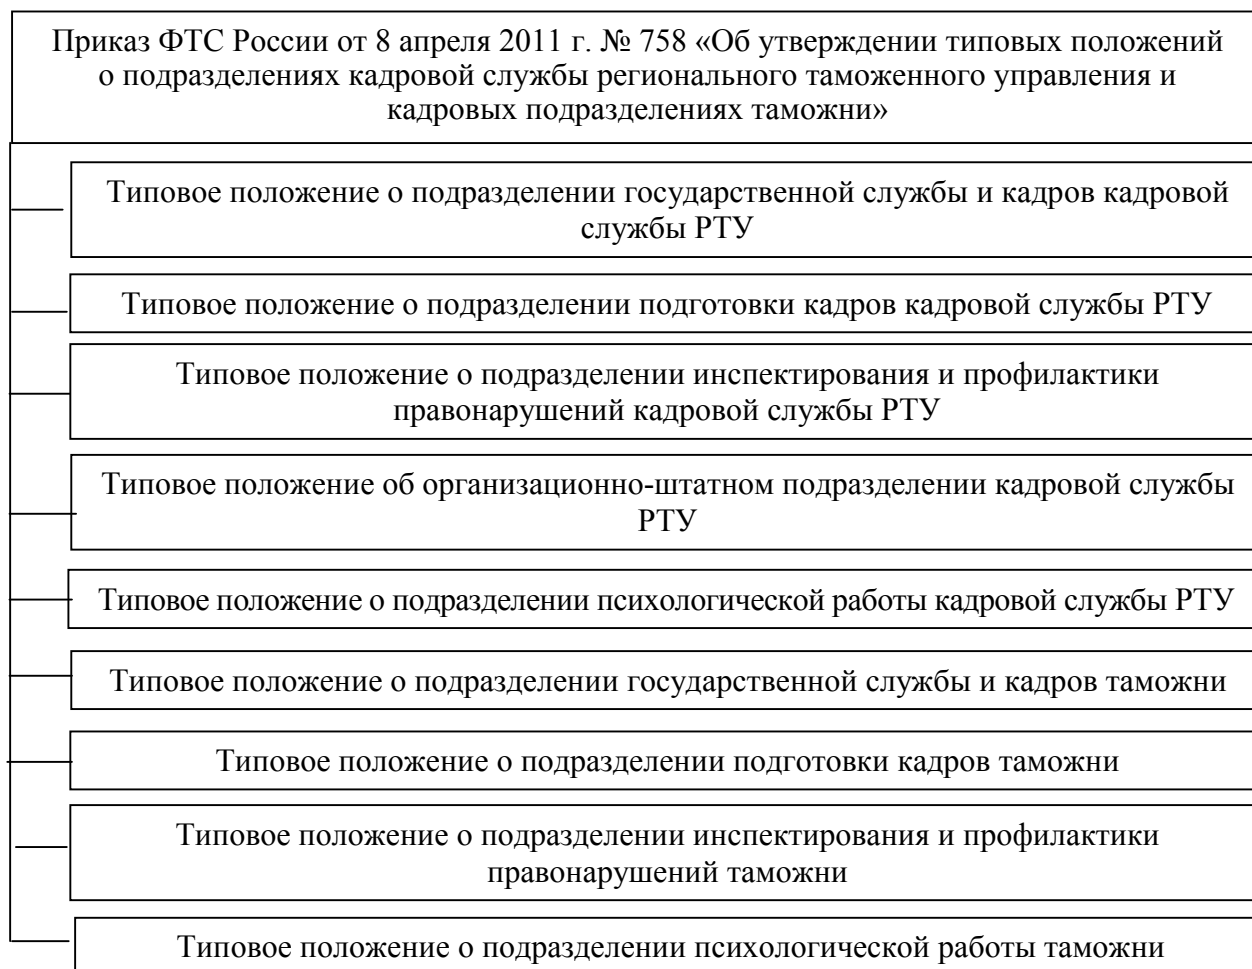 Приказ ФТС России от 8 апреля 2011 г. № 758 «Об утверждении типовых положений
о подразделениях кадровой службы регионального таможенного управления и
кадровых подразделениях таможни»
Типовое положение о подразделении государственной службы и кадров кадровой
службы РТУ
Типовое положение о подразделении подготовки кадров кадровой службы РТУ
Типовое положение о подразделении инспектирования и профилактики
правонарушений кадровой службы РТУ
Типовое положение об организационно-штатном подразделении кадровой службы
РТУ
Типовое положение о подразделении психологической работы кадровой службы РТУ
Типовое положение о подразделении государственной службы и кадров таможни
Типовое положение о подразделении подготовки кадров таможни
Типовое положение о подразделении инспектирования и профилактики
правонарушений таможни
Типовое положение о подразделении психологической работы таможни